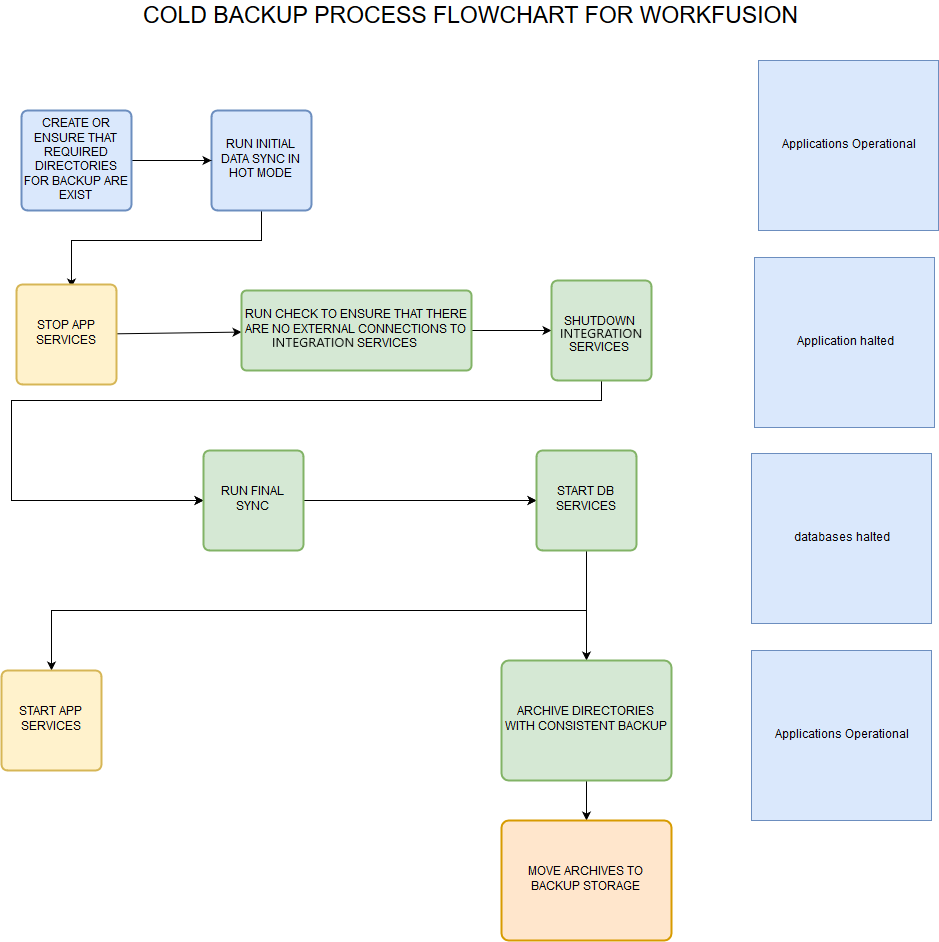 COLD BACKUP PROCESS FLOWCHART FOR WORKFUSION
CREATE OR
ENSURE THAT
REQUIRED
DIRECTORIES
FOR BACKUP ARE
EXIST
RUN INITIAL
DATA SYNC IN
HOT MODE
Applications Operational
STOP APP
SERVICES
RUN CHECK TO ENSURE THAT THERE
ARE NO EXTERNAL CONNECTIONS TO
INTEGRATION SERVICES
SHUTDOWN
INTEGRATION
SERVICES
Application halted
RUN FINAL
SYNC
START DB
SERVICES
databases halted
START APP
SERVICES
ARCHIVE DIRECTORIES
WITH CONSISTENT BACKUP
Applications Operational
MOVE ARCHIVES TO
BACKUP STORAGE